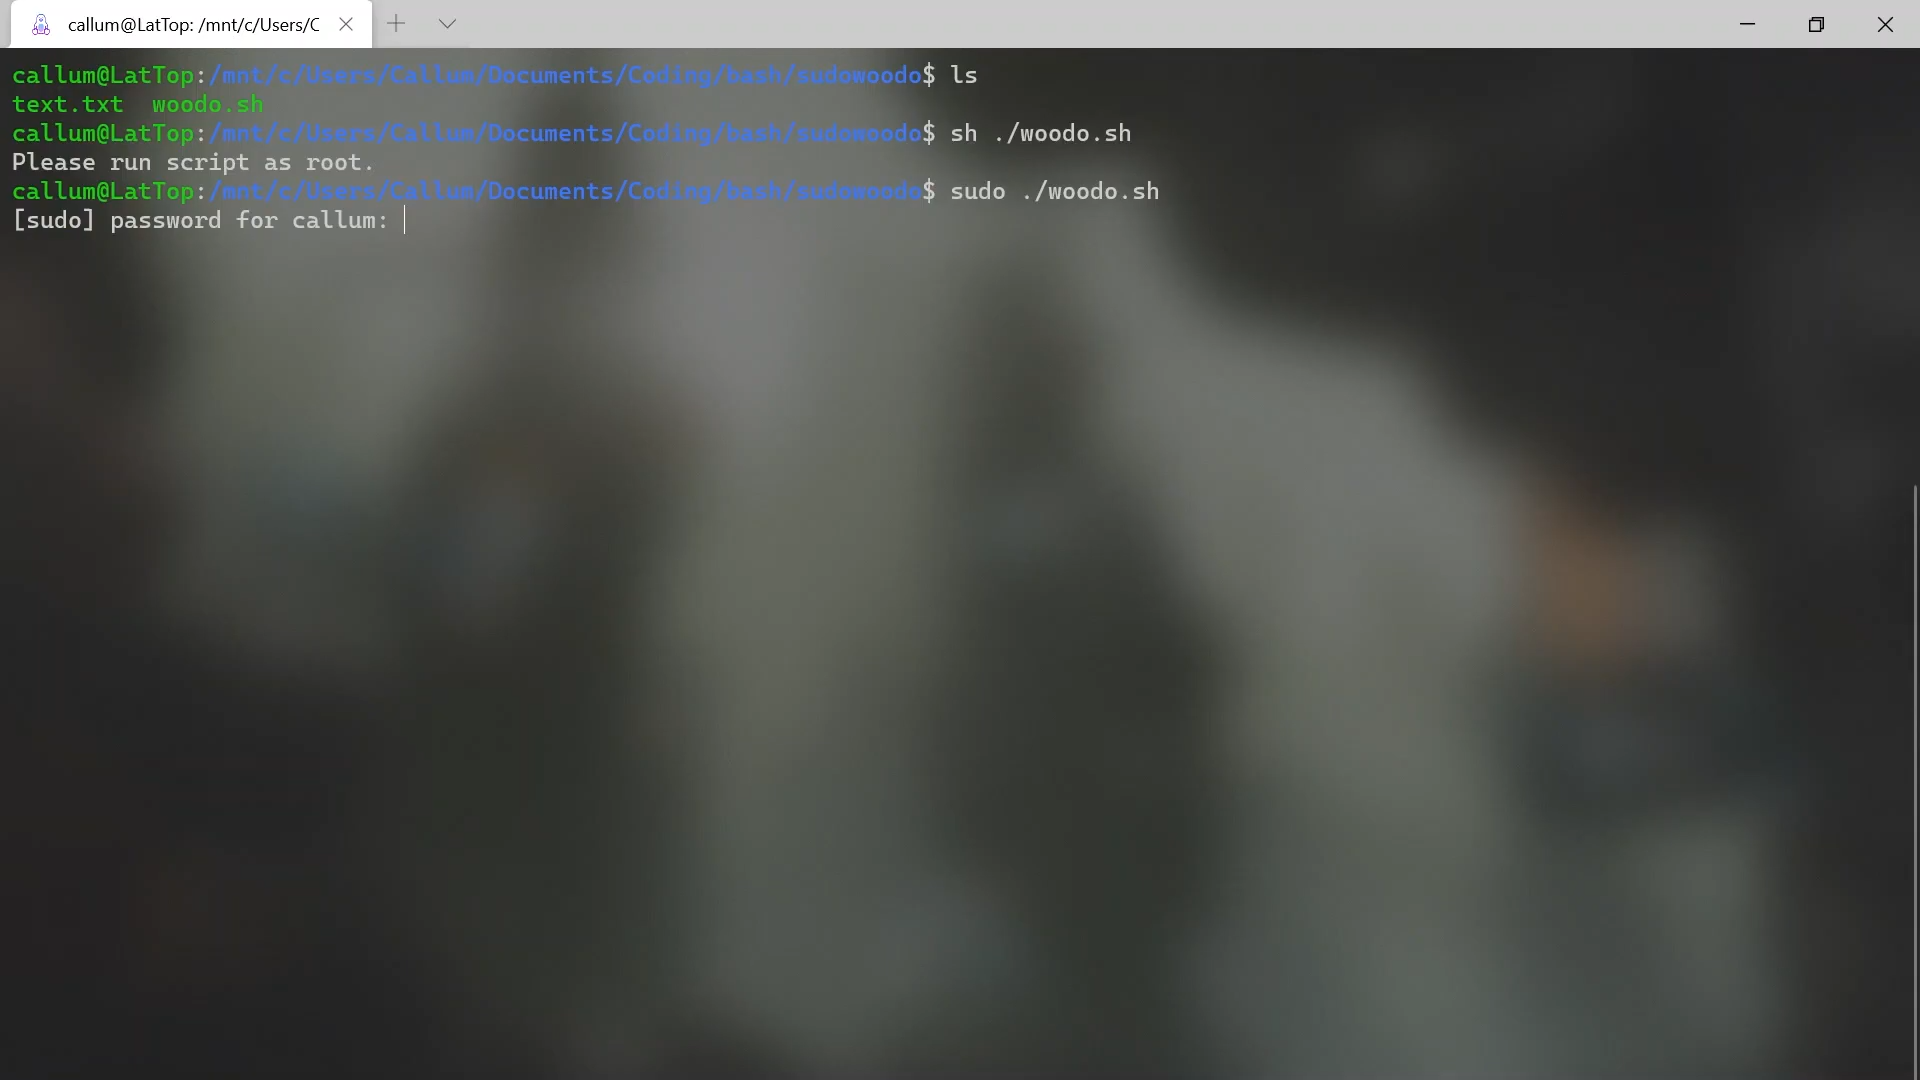 callum@LatTop: /mnt/c/Users/C
callum@LatTop:/mnt/c/Users/Callum/Documents/Coding/bash/sudowoodo$ ls
text.txt  woodo.sh
callum@LatTop:/mnt/c/Users/Callum/Documents/Coding/bash/sudowoodo$ sh ./woodo.sh
Please run script as root.
callum@LatTop:/mnt/c/Users/Callum/Documents/Coding/bash/sudowoodo$ sudo ./woodo.sh
[sudo] password for callum: